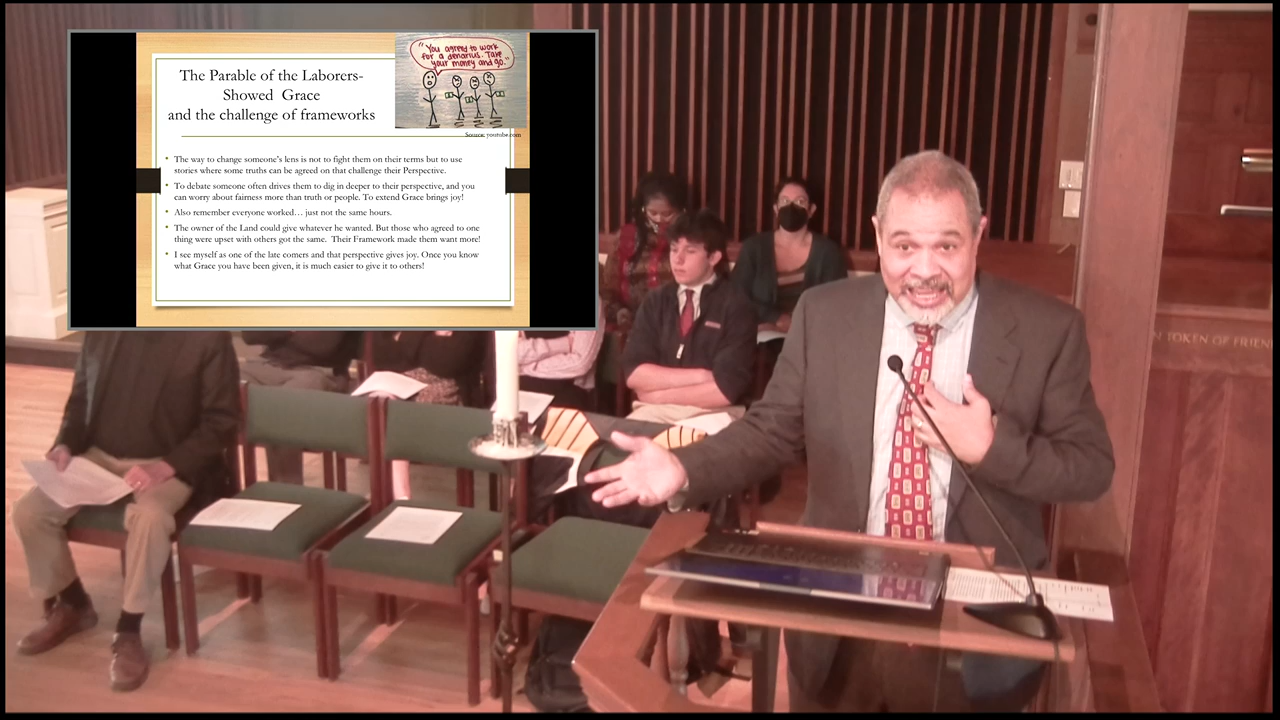 The Parable of the Laborers-
Showed Grace
and the challenge of frameworks
"You agreed to work
for a denarius. Take
your money and go."
Source: youtube.com
• The way to change someone's lens is not to fight them on their terms but to use
stories where some truths can be agreed on that challenge their Perspective.
• To debate someone often drives them to dig in deeper to their perspective, and you
can worry about fairness more than truth or people. To extend Grace brings joy!
• Also remember everyone worked… just not the same hours.
• The owner of the Land could give whatever he wanted. But those who agreed to one
thing were upset with others got the same. Their Framework made them want more!
• I see myself as one of the late comers and that perspective gives joy. Once you know
what Grace you have been given, it is much easier to give it to others!
N TOKEN OF FRIEN